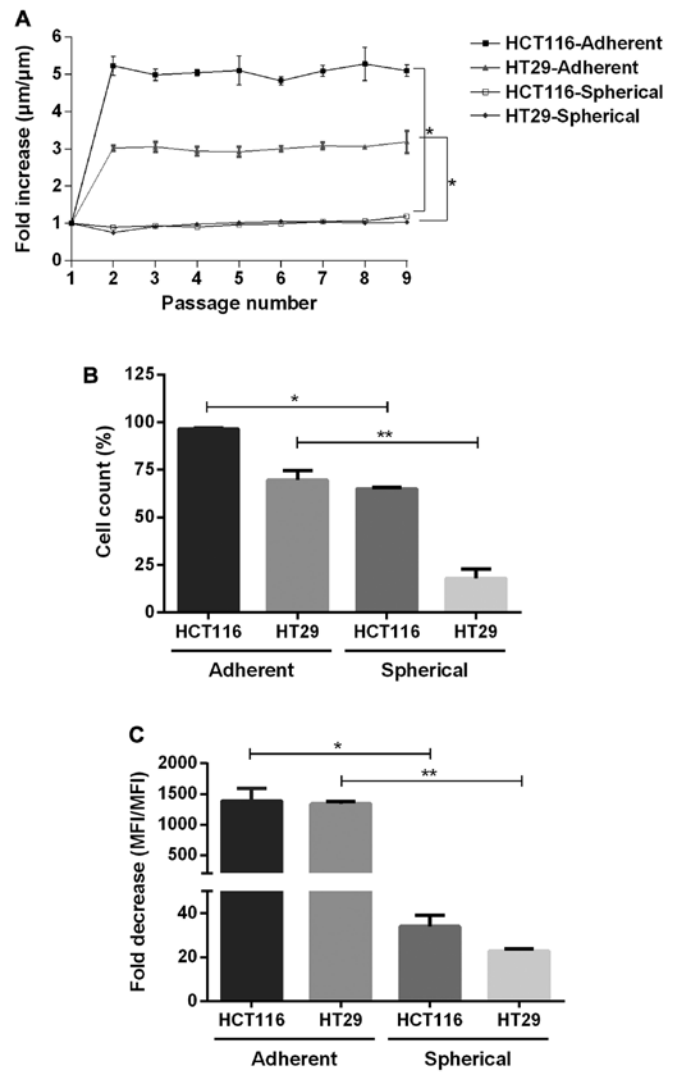 A
Fold increase (µm/µm)
6
5
4
3
2
1
0
1 2 3 4 5 6 7 8 9
Passage number
HCT116-Adherent
HT29-Adherent
HCT116-Spherical
HT29-Spherical
*
*
B
Cell count (%)
125
100
75
50
25
0
*
**
HCT116 HT29 HCT116 HT29
Adherent Spherical
C
Fold decrease (MFI/MFI)
2000
1500
1000
500
40
20
0
*
**
HCT116 HT29 HCT116 HT29
Adherent Spherical